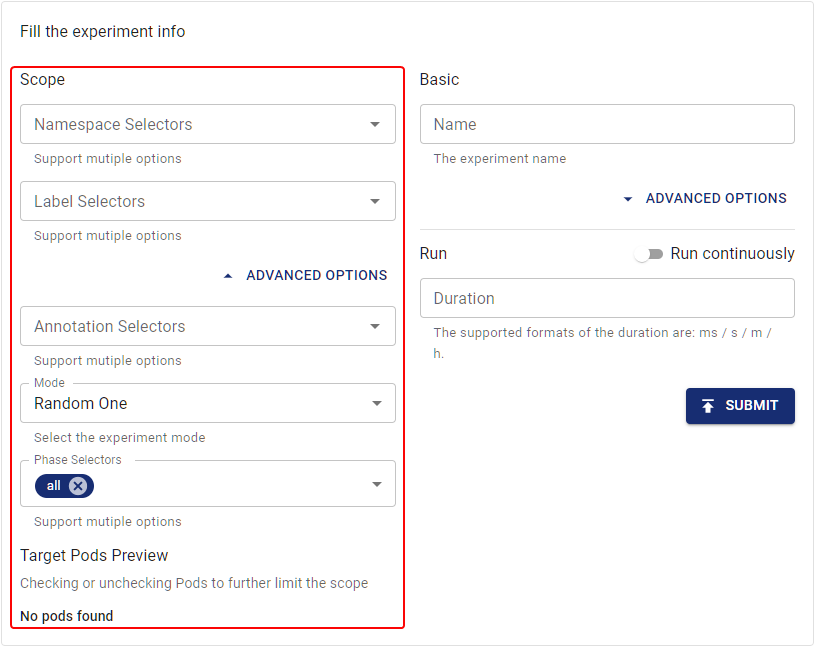 Fill the experiment info
Scope
Namespace Selectors
Support mutiple options
Label Selectors
Support mutiple options
ADVANCED OPTIONS
Annotation Selectors
Support mutiple options
Mode
Random One
Select the experiment mode
Phase Selectors
all
Support mutiple options
Target Pods Preview
Checking or unchecking Pods to further limit the scope
No pods found
Basic
Name
The experiment name
ADVANCED OPTIONS
Run
Run continuously
Duration
The supported formats of the duration are: ms / s / m /
h.
SUBMIT